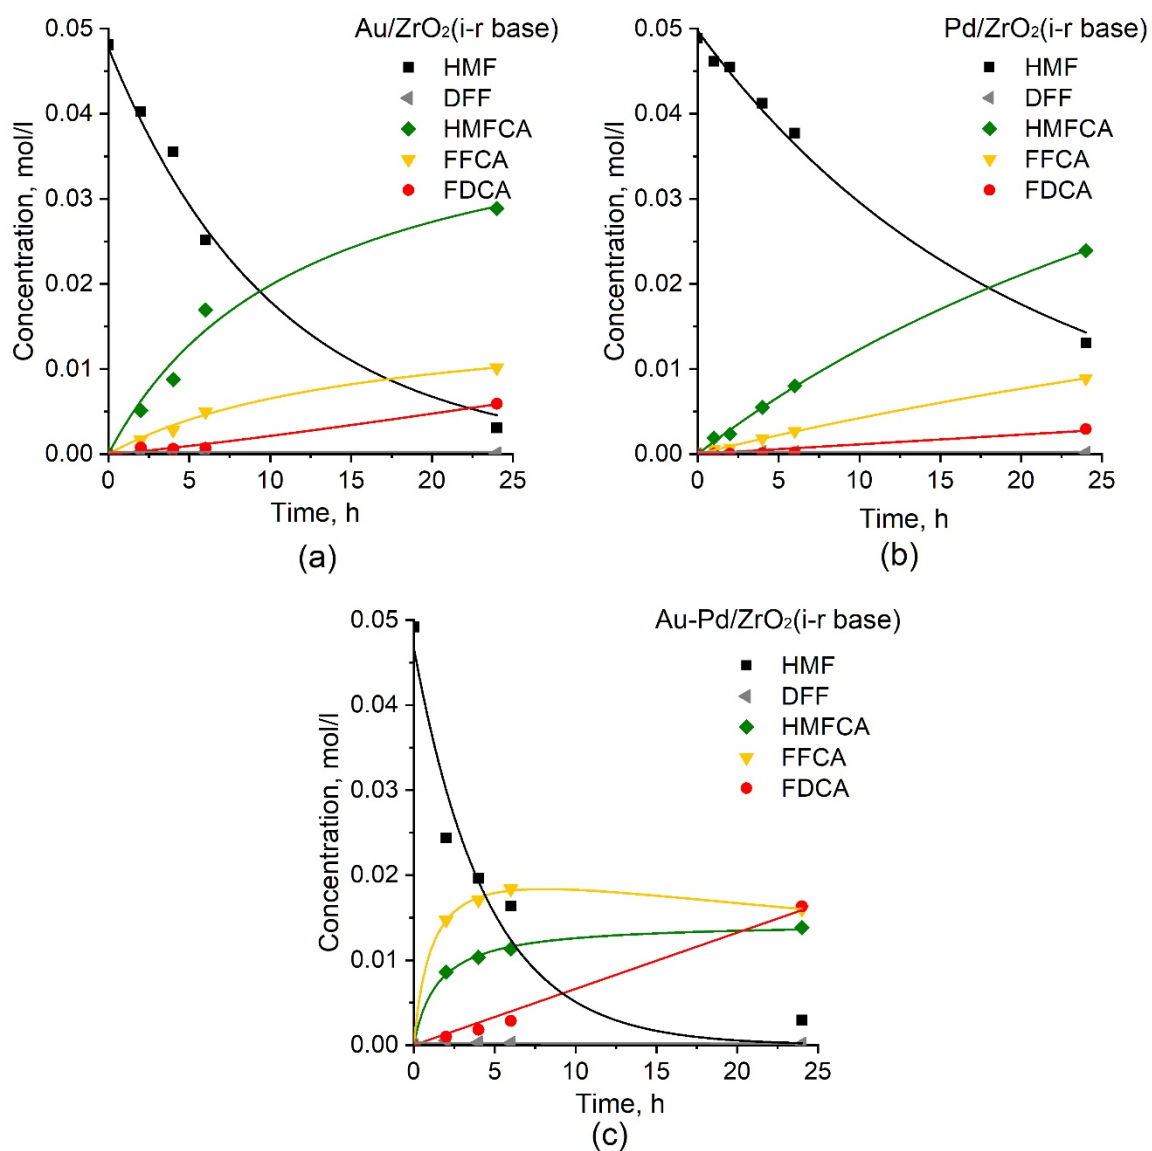 Au/ZrO₂(i-r base)
HMF
DFF
HMFCA
FFCA
FDCA
0.05
0.04
0.03
0.02
0.01
0.00
Concentration, mol/l
0 5 10 15 20 25
Time, h
(a)
Pd/ZrO₂(i-r base)
HMF
DFF
HMFCA
FFCA
FDCA
0.05
0.04
0.03
0.02
0.01
0.00
Concentration, mol/l
0 5 10 15 20 25
Time, h
(b)
Au-Pd/ZrO₂(i-r base)
HMF
DFF
HMFCA
FFCA
FDCA
0.05
0.04
0.03
0.02
0.01
0.00
Concentration, mol/l
0 5 10 15 20 25
Time, h
(c)